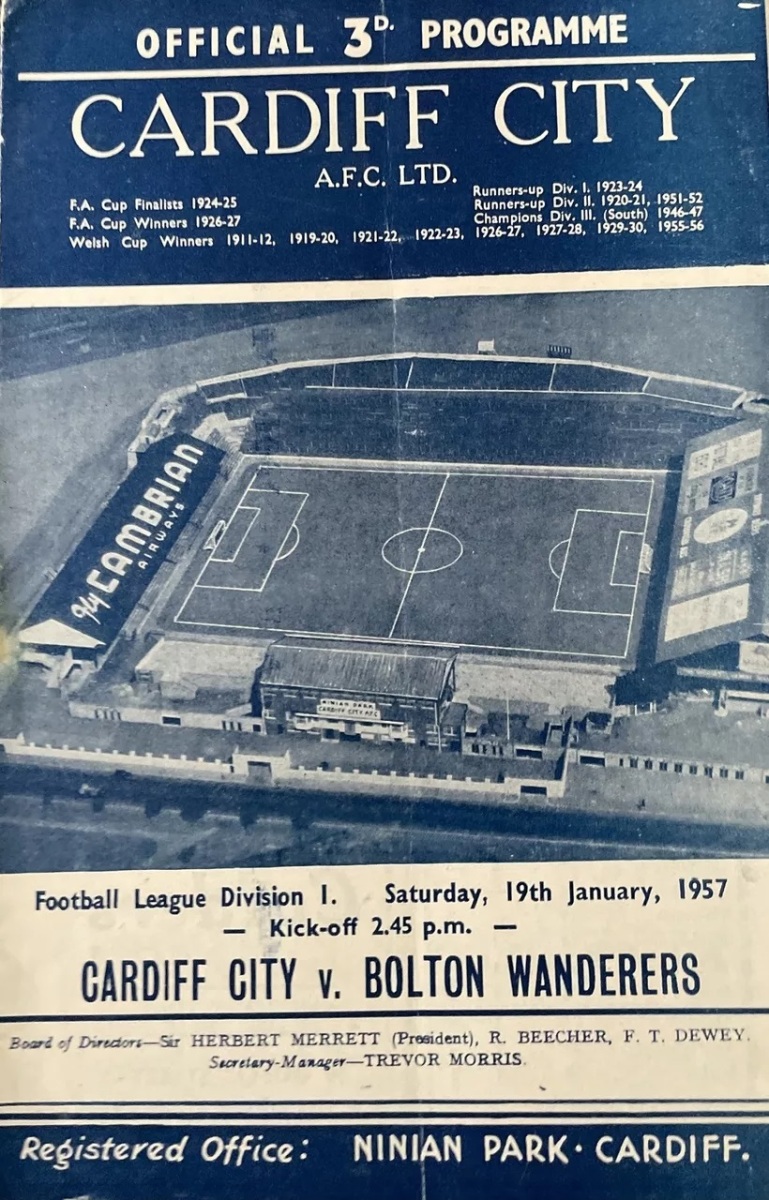 OFFICIAL 3D. PROGRAMME
CARDIFF CITY
A.F.C. LTD.
F.A. Cup Finalists 1924-25
F.A. Cup Winners 1926-27
Runners-up Div. I. 1923-24
Runners-up Div. II. 1920-21, 1951-52
Champions Div. III. (South) 1946-47
Welsh Cup Winners 1911-12, 1919-20, 1921-22, 1922-23, 1926-27, 1927-28, 1929-30, 1955-56
Fly CAMBRIAN
AIRWAYS
NINIAN PARK
CARDIFF CITY A.F.C.
Football League Division 1. Saturday, 19th January, 1957
— Kick-off 2.45 p.m. —
CARDIFF CITY v. BOLTON WANDERERS
Board of Directors—Sir HERBERT MERRETT (President), R. BEECHER, F. T. DEWEY.
Secretary-Manager—TREVOR MORRIS.
Registered Office: NINIAN PARK · CARDIFF.